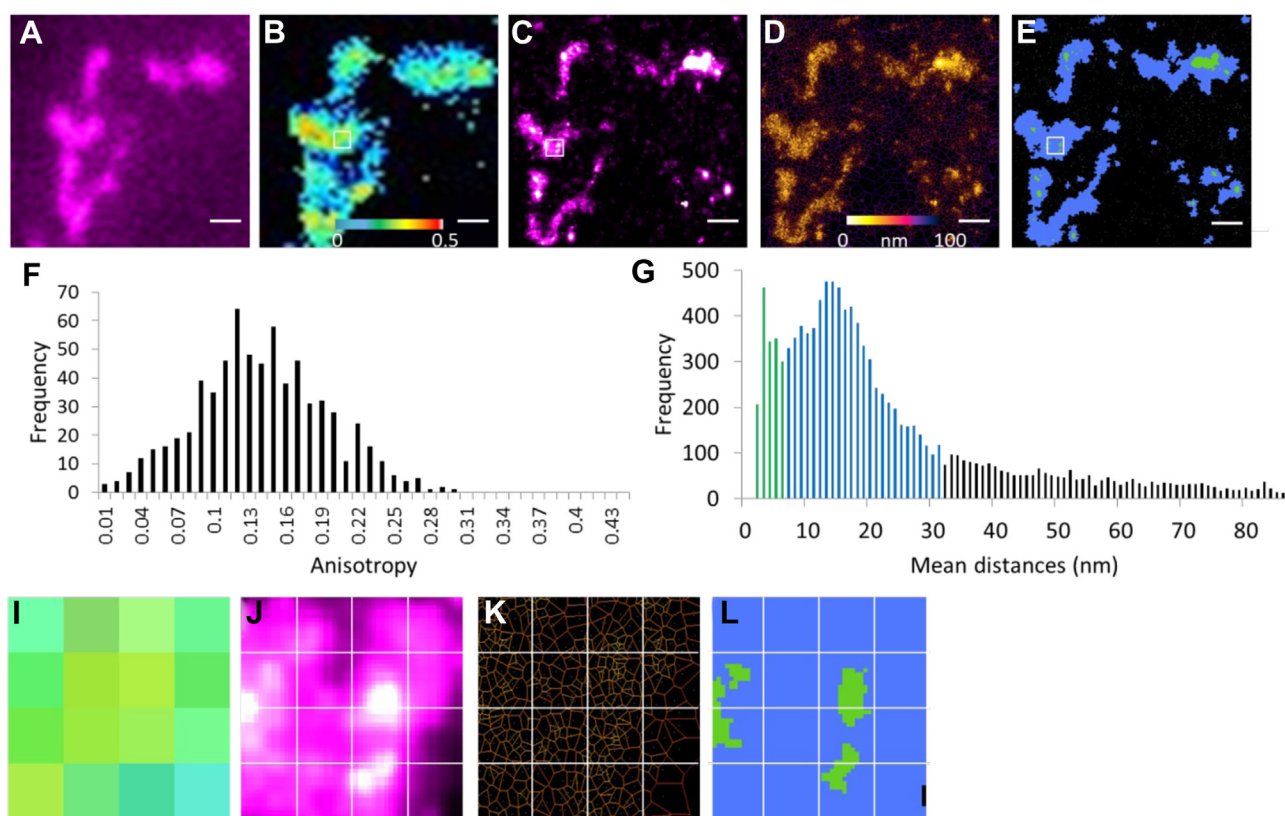 A B C D E
0 0.5
0 nm 100
F
70
60
50
40
30
20
10
0
Frequency
0.01 0.04 0.07 0.1 0.13 0.16 0.19 0.22 0.25 0.28 0.31 0.34 0.37 0.4 0.43
Anisotropy
G
500
400
300
200
100
0
Frequency
0 10 20 30 40 50 60 70 80
Mean distances (nm)
I J K L